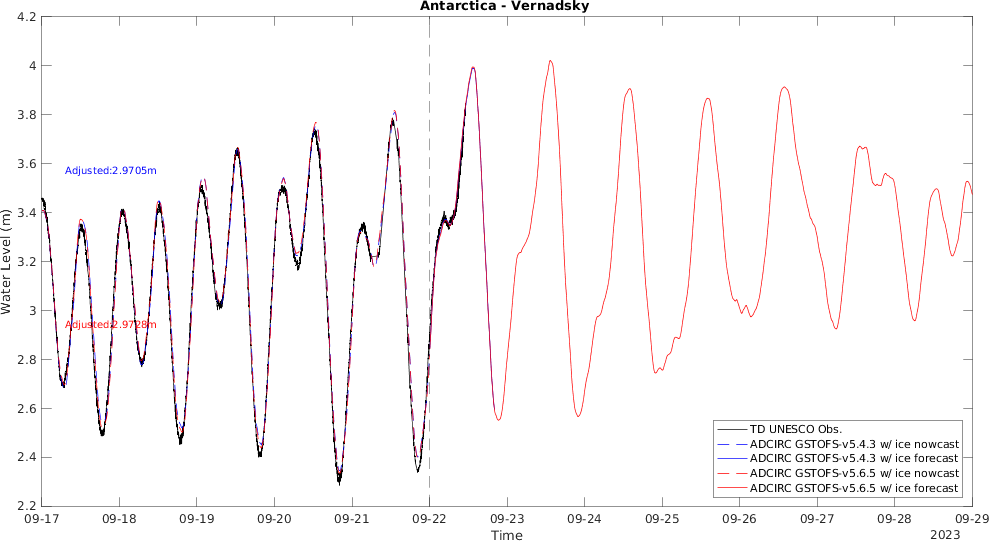 Antarctica - Vernadsky
4.2
4
3.8
3.6
3.4
3.2
3
2.8
2.6
2.4
2.2
Water Level (m)
Adjusted:2.9705m
Adjusted:2.9728m
TD UNESCO Obs.
ADCIRC GSTOFS-v5.4.3 w/ ice nowcast
ADCIRC GSTOFS-v5.4.3 w/ ice forecast
ADCIRC GSTOFS-v5.6.5 w/ ice nowcast
ADCIRC GSTOFS-v5.6.5 w/ ice forecast
09-17 09-18 09-19 09-20 09-21 09-22 09-23 09-24 09-25 09-26 09-27 09-28 09-29
Time
2023